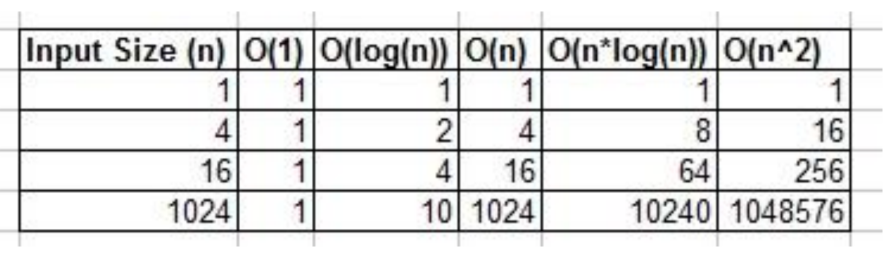 Input Size (n) O(1) O(log(n)) O(n) O(n*log(n)) O(n^2)
1 1 1 1 1 1
4 1 2 4 8 16
16 1 4 16 64 256
1024 1 10 1024 10240 1048576